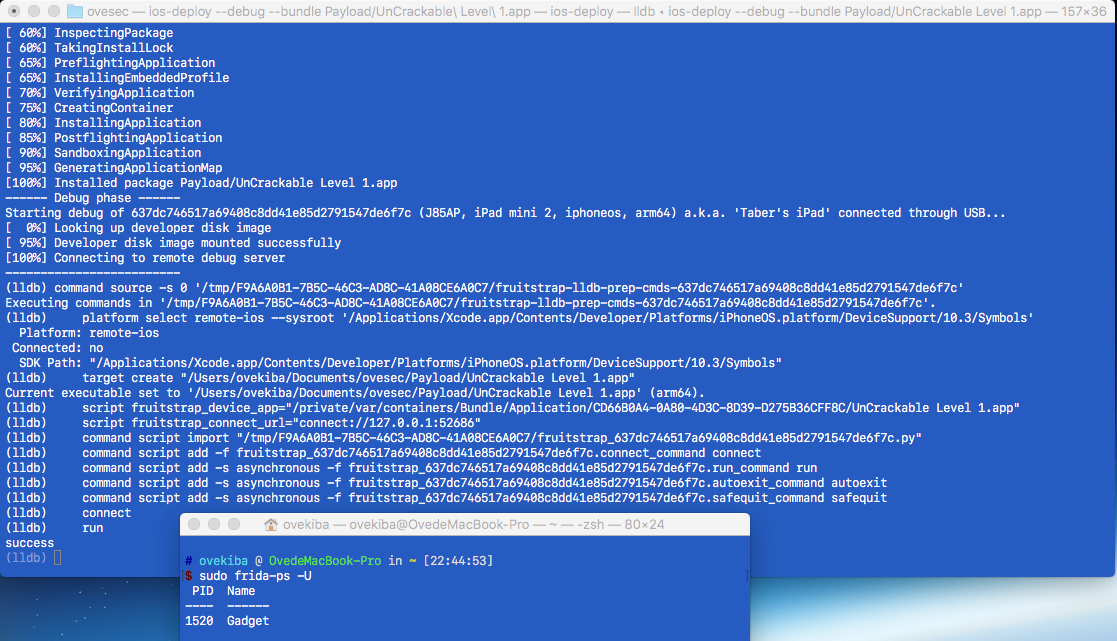 ovesec — ios-deploy --debug --bundle Payload/UnCrackable\ Level\ 1.app — ios-deploy — lldb ◂ ios-deploy --debug --bundle Payload/UnCrackable Level 1.app — 157×36
[ 60%] InspectingPackage
[ 60%] TakingInstallLock
[ 65%] PreflightingApplication
[ 65%] InstallingEmbeddedProfile
[ 70%] VerifyingApplication
[ 75%] CreatingContainer
[ 80%] InstallingApplication
[ 85%] PostflightingApplication
[ 90%] SandboxingApplication
[ 95%] GeneratingApplicationMap
[100%] Installed package Payload/UnCrackable Level 1.app
------ Debug phase ------
Starting debug of 637dc746517a69408c8dd41e85d2791547de6f7c (J85AP, iPad mini 2, iphoneos, arm64) a.k.a. 'Taber's iPad' connected through USB...
[  0%] Looking up developer disk image
[ 95%] Developer disk image mounted successfully
[100%] Connecting to remote debug server
-------------------------
(lldb) command source -s 0 '/tmp/F9A6A0B1-7B5C-46C3-AD8C-41A08CE6A0C7/fruitstrap-lldb-prep-cmds-637dc746517a69408c8dd41e85d2791547de6f7c'
Executing commands in '/tmp/F9A6A0B1-7B5C-46C3-AD8C-41A08CE6A0C7/fruitstrap-lldb-prep-cmds-637dc746517a69408c8dd41e85d2791547de6f7c'.
(lldb)     platform select remote-ios --sysroot '/Applications/Xcode.app/Contents/Developer/Platforms/iPhoneOS.platform/DeviceSupport/10.3/Symbols'
  Platform: remote-ios
 Connected: no
  SDK Path: "/Applications/Xcode.app/Contents/Developer/Platforms/iPhoneOS.platform/DeviceSupport/10.3/Symbols"
(lldb)     target create "/Users/ovekiba/Documents/ovesec/Payload/UnCrackable Level 1.app"
Current executable set to '/Users/ovekiba/Documents/ovesec/Payload/UnCrackable Level 1.app' (arm64).
(lldb)     script fruitstrap_device_app="/private/var/containers/Bundle/Application/CD66B0A4-0A80-4D3C-8D39-D275B36CFF8C/UnCrackable Level 1.app"
(lldb)     script fruitstrap_connect_url="connect://127.0.0.1:52686"
(lldb)     command script import "/tmp/F9A6A0B1-7B5C-46C3-AD8C-41A08CE6A0C7/fruitstrap_637dc746517a69408c8dd41e85d2791547de6f7c.py"
(lldb)     command script add -f fruitstrap_637dc746517a69408c8dd41e85d2791547de6f7c.connect_command connect
(lldb)     command script add -s asynchronous -f fruitstrap_637dc746517a69408c8dd41e85d2791547de6f7c.run_command run
(lldb)     command script add -s asynchronous -f fruitstrap_637dc746517a69408c8dd41e85d2791547de6f7c.autoexit_command autoexit
(lldb)     command script add -s asynchronous -f fruitstrap_637dc746517a69408c8dd41e85d2791547de6f7c.safequit_command safequit
(lldb)     connect
(lldb)     run
success
(lldb)
ovekiba — ovekiba@OvedeMacBook-Pro — ~ — -zsh — 80×24
# ovekiba @ OvedeMacBook-Pro in ~ [22:44:53]
$ sudo frida-ps -U
 PID  Name
----  ------
1520  Gadget